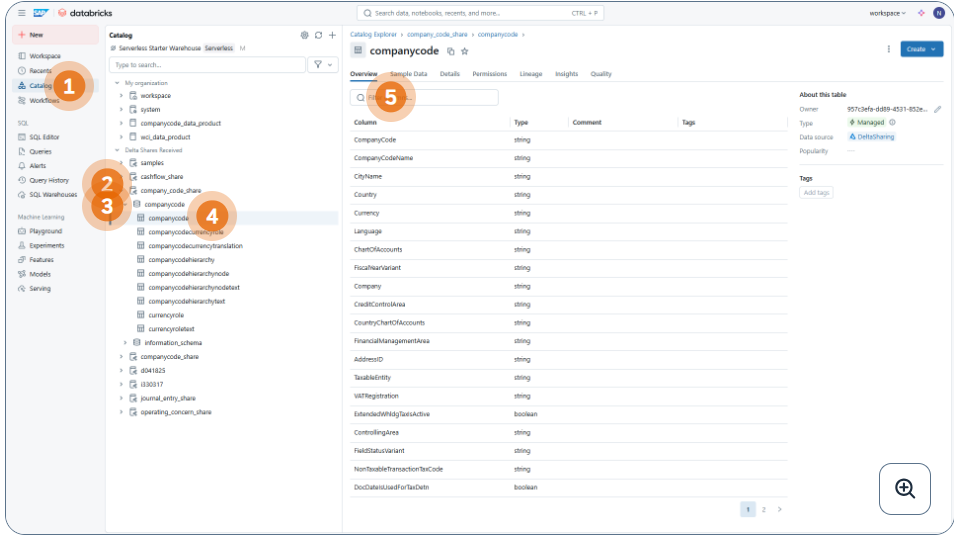 SAP databricks
Search data, notebooks, recents, and more... CTRL + P
workspace
N
New
Workspace
Recents
Catalog
Workflows
SQL
SQL Editor
Queries
Alerts
Query History
SQL Warehouses
Machine Learning
Playground
Experiments
Features
Models
Serving
1
2
3
4
5
Catalog
Serverless Starter Warehouse Serverless M
Type to search...
My organization
workspace
system
companycode_data_product
wci_data_product
Delta Shares Received
samples
cashflow_share
company_code_share
companycode
companycode
companycodecurrencyrole
companycodecurrencytranslation
companycodehierarchy
companycodehierarchynode
companycodehierarchynodetext
companycodehierarchytext
currencyrole
currencyroletext
information_schema
companycode_share
d041825
i330317
journal_entry_share
operating_concern_share
Catalog Explorer > company_code_share > companycode >
companycode
Create
Overview Sample Data Details Permissions Lineage Insights Quality
Column Type Comment Tags
CompanyCode string
CompanyCodeName string
CityName string
Country string
Currency string
Language string
ChartOfAccounts string
FiscalYearVariant string
Company string
CreditControlArea string
CountryChartOfAccounts string
FinancialManagementArea string
AddressID string
TaxableEntity string
VATRegistration string
ExtendedWhldgTaxIsActive boolean
ControllingArea string
FieldStatusVariant string
NonTaxableTransactionTaxCode string
DocDateIsUsedForTaxDetn boolean
1 2 >
About this table
Owner 957c3efa-dd89-4531-852e...
Type Managed
Data source DeltaSharing
Popularity
Tags
Add tags